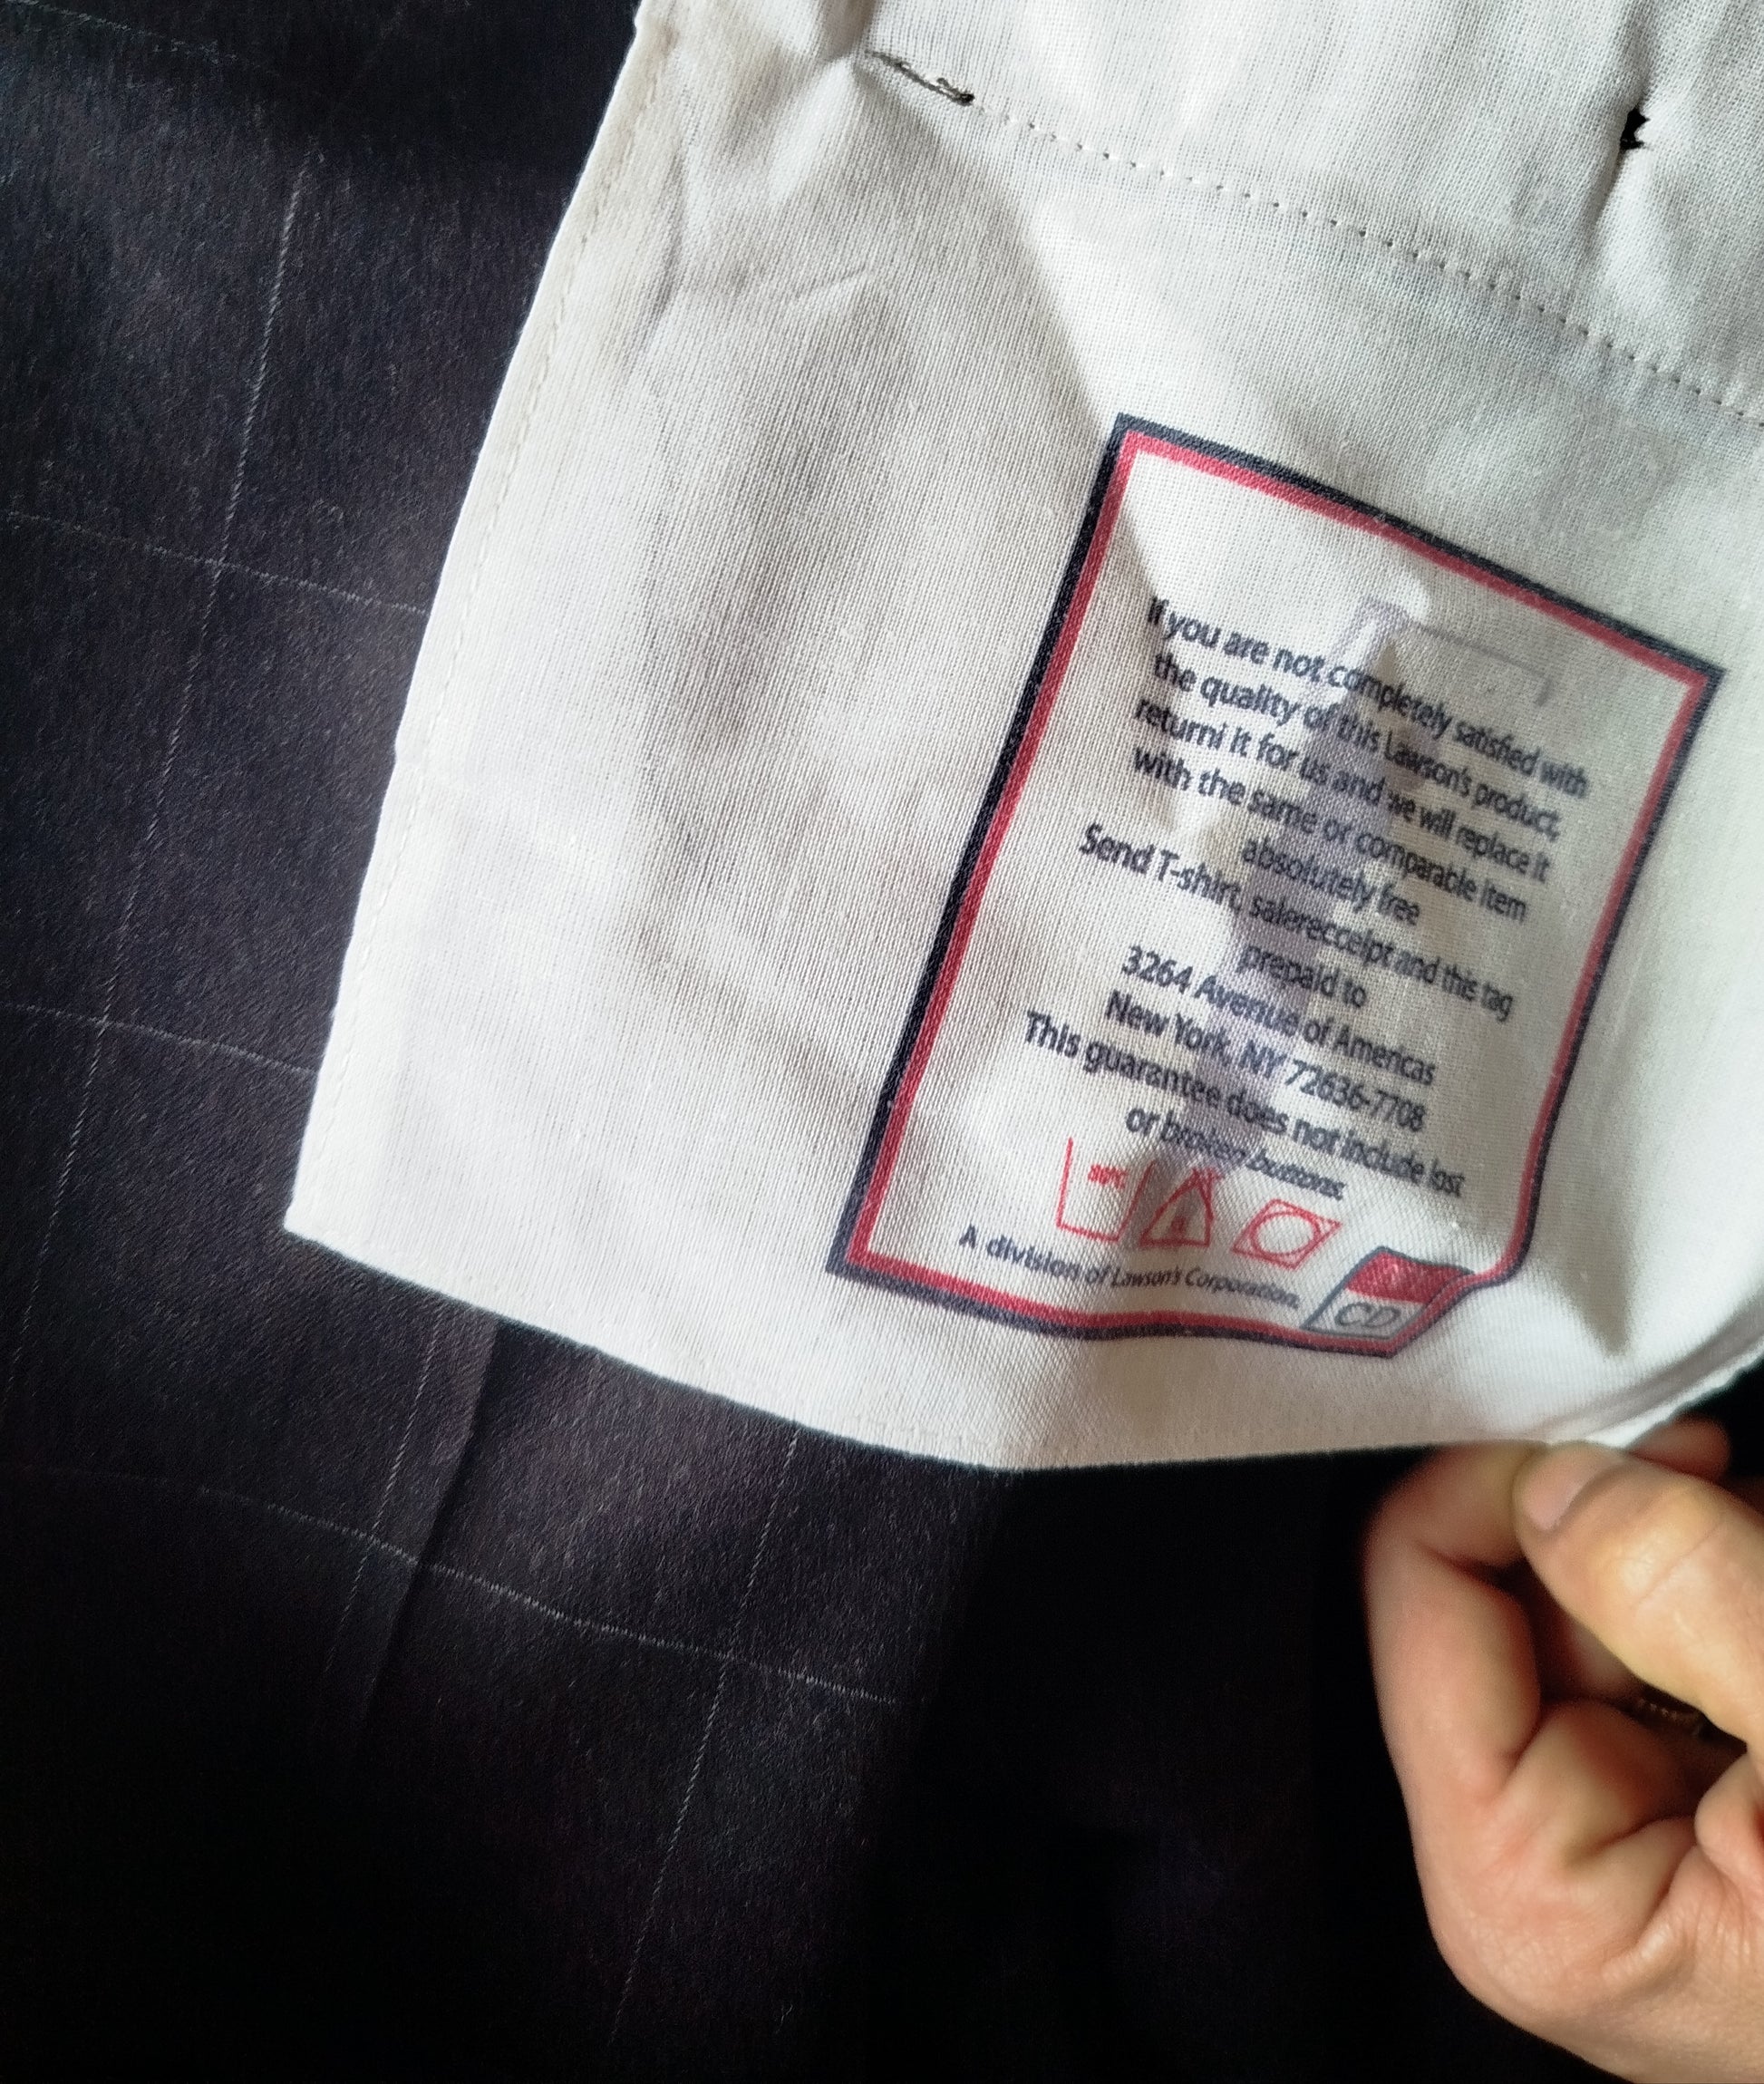 If you are not completely satisfied with
the quality of this Lawson's product,
returni it for us and we will replace it
with the same or comparable item
absolutely free
Send T-shirt, salereccelpt and this tag
prepaid to
3264 Avenue of Americas
New York, NY 72636-7708
This guarantee does not include lost
or broken buttons.
A division of Lawson's Corporation.
CD